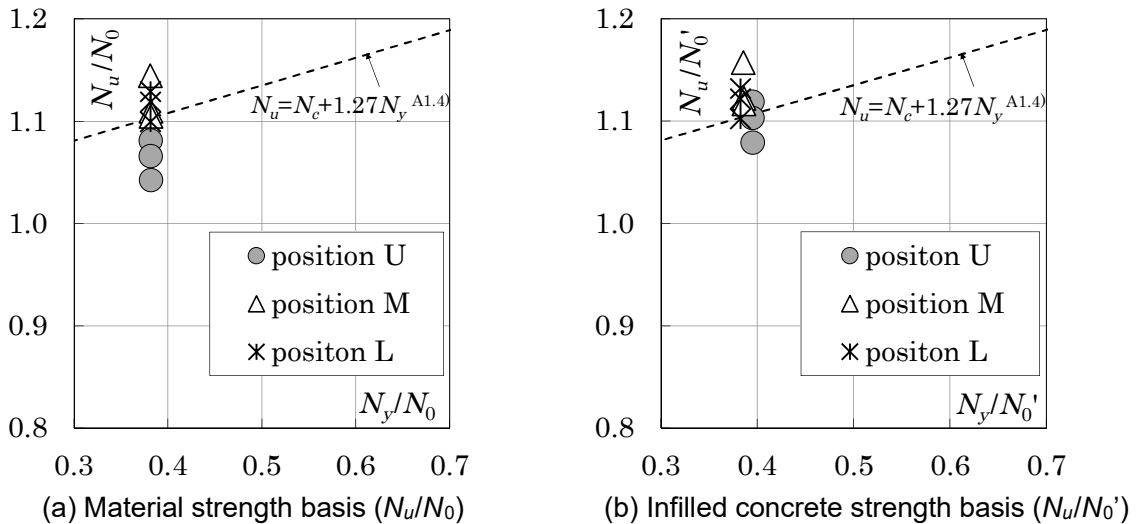 1.2
1.1
1.0
0.9
0.8
Nu/N0
Nu=Nc+1.27Ny A1.4)
position U
position M
positon L
Ny/N0
0.3 0.4 0.5 0.6 0.7
(a) Material strength basis (Nu/N0)
1.2
1.1
1.0
0.9
0.8
Nu/N0'
Nu=Nc+1.27Ny A1.4)
positon U
position M
positon L
Ny/N0'
0.3 0.4 0.5 0.6 0.7
(b) Infilled concrete strength basis (Nu/N0’)